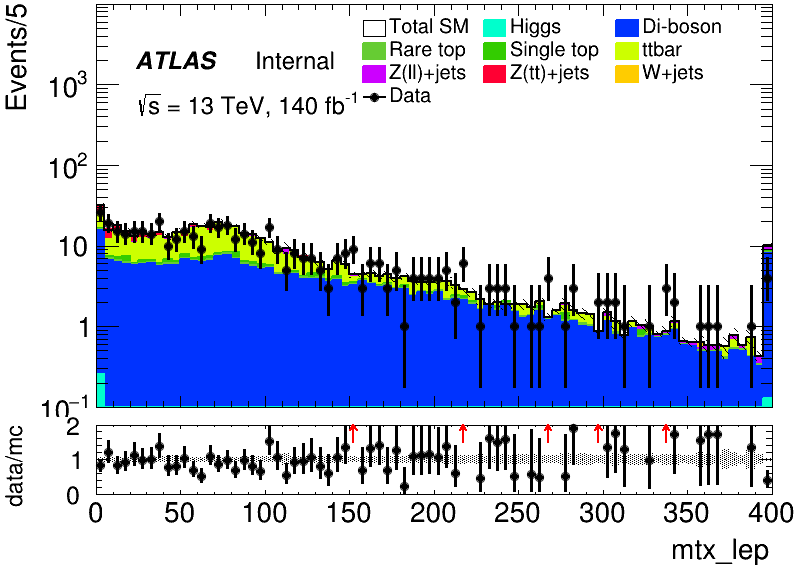 Events/5
Total SM Higgs Di-boson
Rare top Single top ttbar
Z(ll)+jets Z(tt)+jets W+jets
Data
ATLAS Internal
√s = 13 TeV, 140 fb⁻¹
10³
10²
10
1
10⁻¹
data/mc
2
1
0
0 50 100 150 200 250 300 350 400
mtx_lep